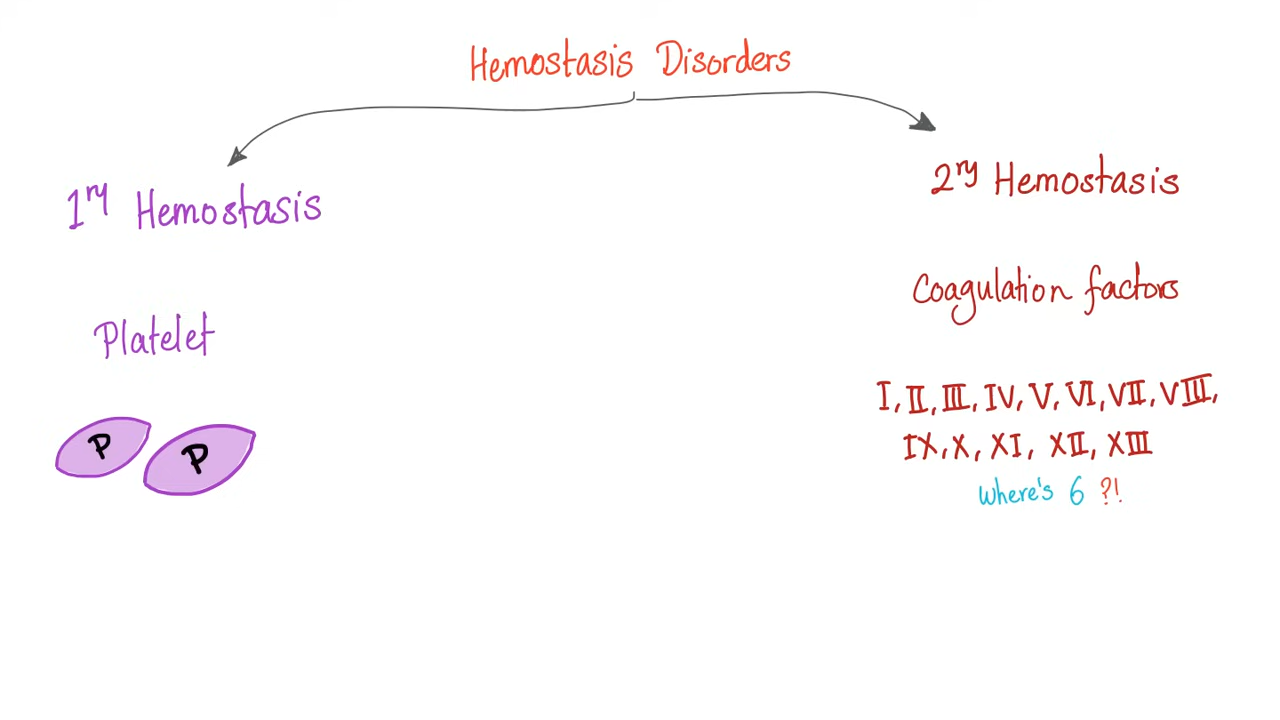 Hemostasis Disorders
1ry Hemostasis
Platelet
P P
2ry Hemostasis
Coagulation factors
I, II, III, IV, V, VI, VII, VIII,
IX, X, XI, XII, XIII
Where's 6 ?!